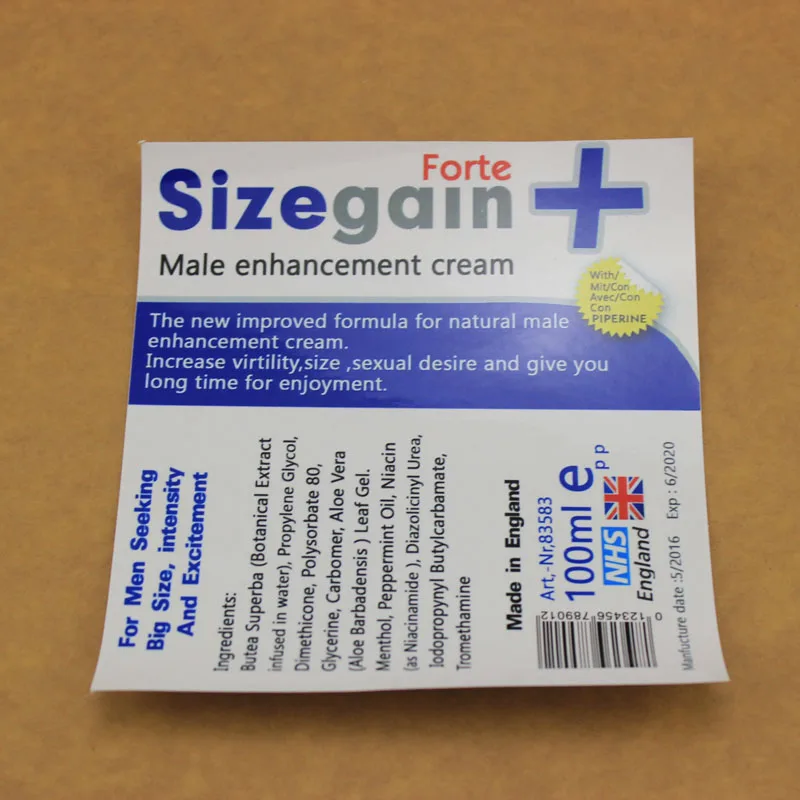 Forte
Sizegain
Male enhancement cream
With/
Mit/Con
Avec/Con
Con
PIPERINE
The new improved formula for natural male
enhancement cream.
Increase virtility,size ,sexual desire and give you
long time for enjoyment.
For Men Seeking
Big Size, intensity
And Excitement
Ingredients:
Butea Superba (Botanical Extract
infused in water), Propylene Glycol,
Dimethicone, Polysorbate 80,
Glycerine, Carbomer, Aloe Vera
(Aloe Barbadensis ) Leaf Gel.
Menthol, Peppermint Oil, Niacin
(as Niacinamide ), Diazolicinyl Urea,
Iodopropynyl Butylcarbamate,
Tromethamine
Made in England
Art,-Nr,83583
100ml e
p p
NHS
England
0 123456 789012
Manfucture date :5/2016 Exp : 6/2020